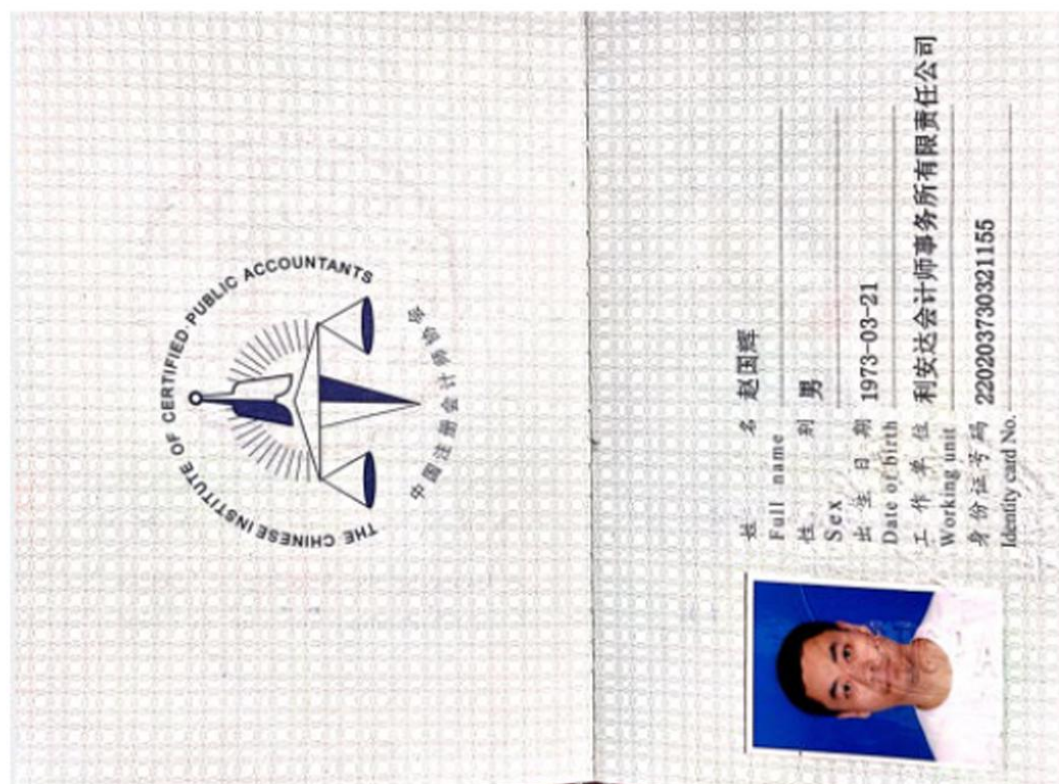 THE CHINESE INSTITUTE OF CERTIFIED PUBLIC ACCOUNTANTS
中国注册会计师协会
姓 名 赵国辉
Full name
性 别 男
Sex
出 生 日 期 1973-03-21
Date of birth
工 作 单 位 利安达会计师事务所有限责任公司
Working unit
身份证号码 220203730321155
Identity card No.